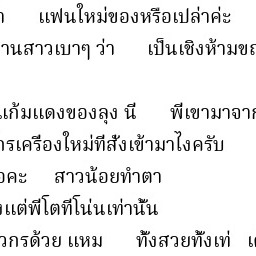 แฟนใหม่ของหรือเปล่าค่ะ
านสาวเบาๆ ว่า เป็นเชิงห้าม
แก้มแดงของลุง นี่ พี่เขามาจาก
ารเครื่องใหม่ที่สั่งเข้ามาไงครับ
อคะ สาวน้อยทำตา
งแต่พี่โตที่โน่นเท่านั้น
วกรด้วย แหม ทั้งสวยทั้งเท่